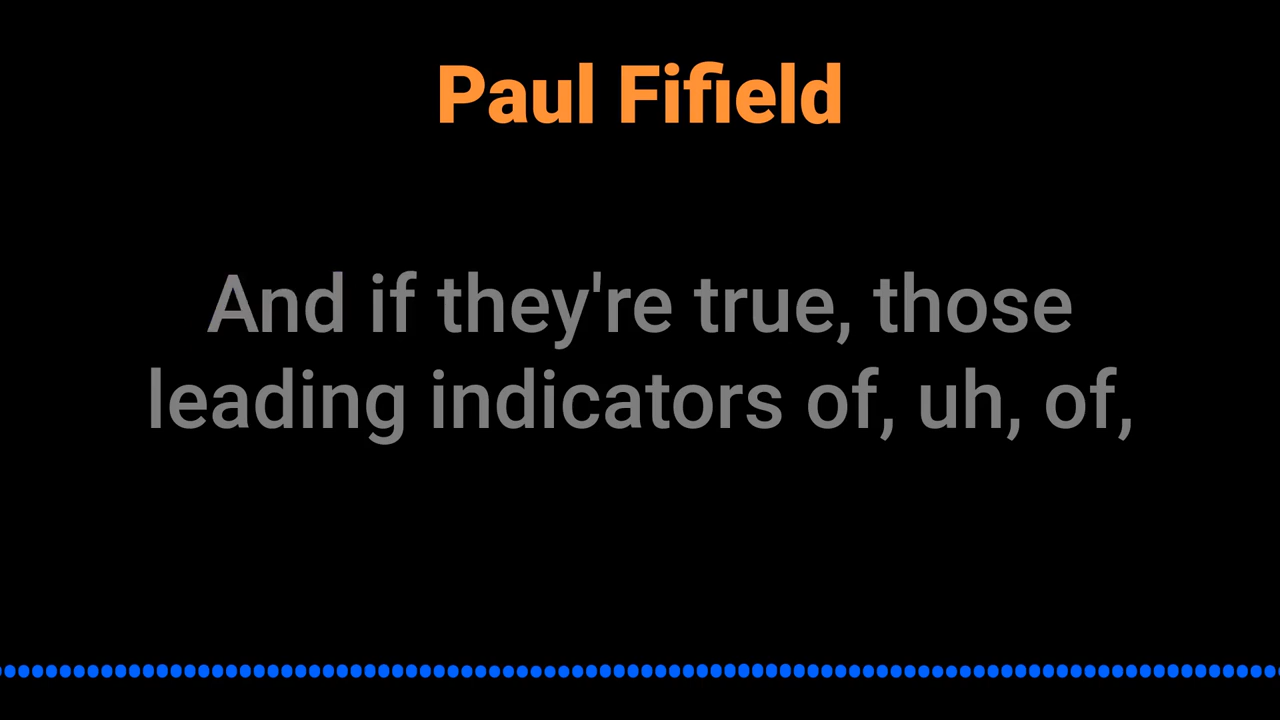 Paul Fifield
And if they're true, those
leading indicators of, uh, of,